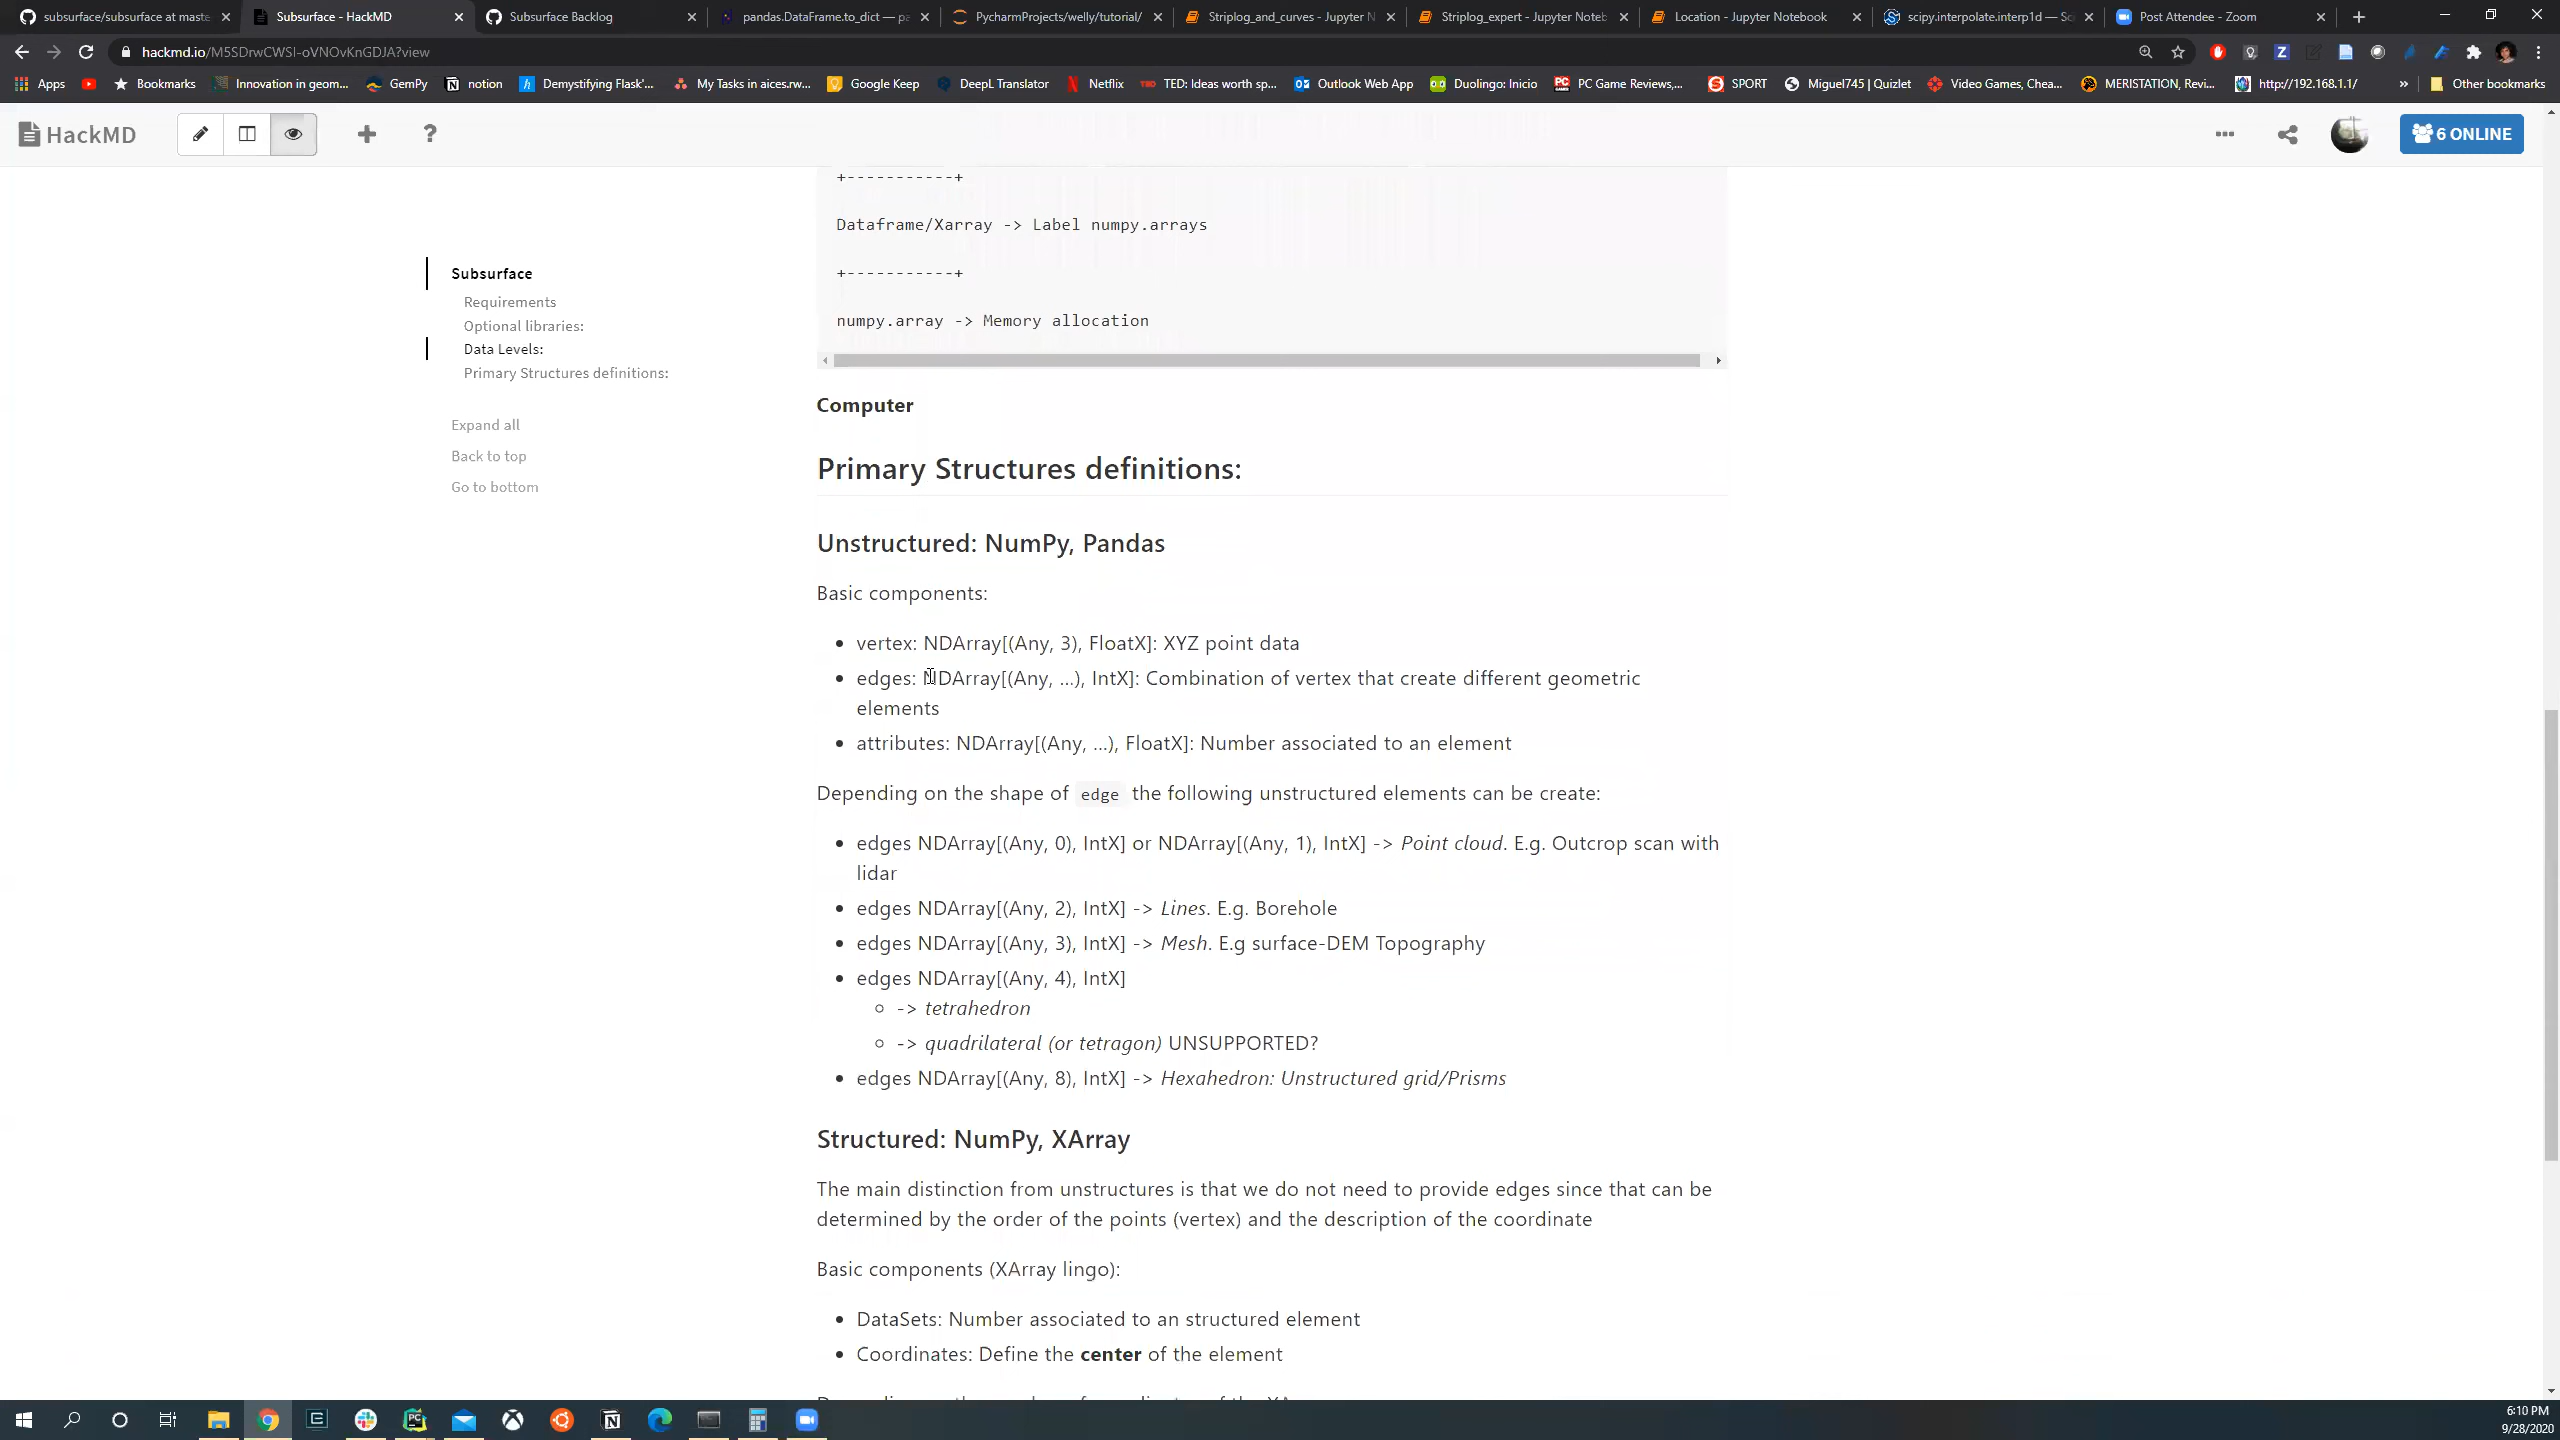 subsurface/subsurface at maste
Subsurface - HackMD
Subsurface Backlog
pandas.DataFrame.to_dict — pa
PycharmProjects/welly/tutorial/
Striplog_and_curves - Jupyter N
Striplog_expert - Jupyter Noteb
Location - Jupyter Notebook
scipy.interpolate.interp1d — Sci
Post Attendee - Zoom
hackmd.io/M5SDrwCWSI-oVNOvKnGDJA?view
Apps
Bookmarks
Innovation in geom...
GemPy
notion
Demystifying Flask'...
My Tasks in aices.rw...
Google Keep
DeepL Translator
Netflix
TED: Ideas worth sp...
Outlook Web App
Duolingo: Inicio
PC Game Reviews,...
SPORT
Miguel745 | Quizlet
Video Games, Chea...
MERISTATION, Revi...
http://192.168.1.1/
»
Other bookmarks
HackMD
6 ONLINE
+-----------+
Dataframe/Xarray -> Label numpy.arrays
+-----------+
numpy.array -> Memory allocation
Subsurface
Requirements
Optional libraries:
Data Levels:
Primary Structures definitions:
Expand all
Back to top
Go to bottom
Computer
Primary Structures definitions:
Unstructured: NumPy, Pandas
Basic components:
• vertex: NDArray[(Any, 3), FloatX]: XYZ point data
• edges: NDArray[(Any, ...), IntX]: Combination of vertex that create different geometric
elements
• attributes: NDArray[(Any, ...), FloatX]: Number associated to an element
Depending on the shape of edge the following unstructured elements can be create:
• edges NDArray[(Any, 0), IntX] or NDArray[(Any, 1), IntX] -> Point cloud. E.g. Outcrop scan with
lidar
• edges NDArray[(Any, 2), IntX] -> Lines. E.g. Borehole
• edges NDArray[(Any, 3), IntX] -> Mesh. E.g surface-DEM Topography
• edges NDArray[(Any, 4), IntX]
○ -> tetrahedron
○ -> quadrilateral (or tetragon) UNSUPPORTED?
• edges NDArray[(Any, 8), IntX] -> Hexahedron: Unstructured grid/Prisms
Structured: NumPy, XArray
The main distinction from unstructures is that we do not need to provide edges since that can be
determined by the order of the points (vertex) and the description of the coordinate
Basic components (XArray lingo):
• DataSets: Number associated to an structured element
• Coordinates: Define the center of the element
6:10 PM
9/28/2020